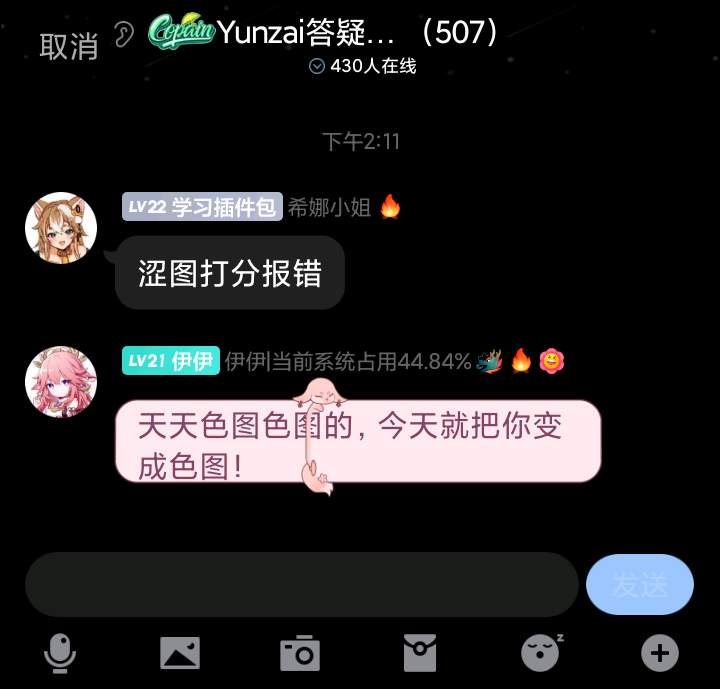 取消
Copain Yunzai答疑… （507）
430人在线
下午2:11
LV22 学习插件包 希娜小姐
涩图打分报错
LV21 伊伊 伊伊|当前系统占用44.84%
天天色图色图的，今天就把你变
成色图！
发送
z